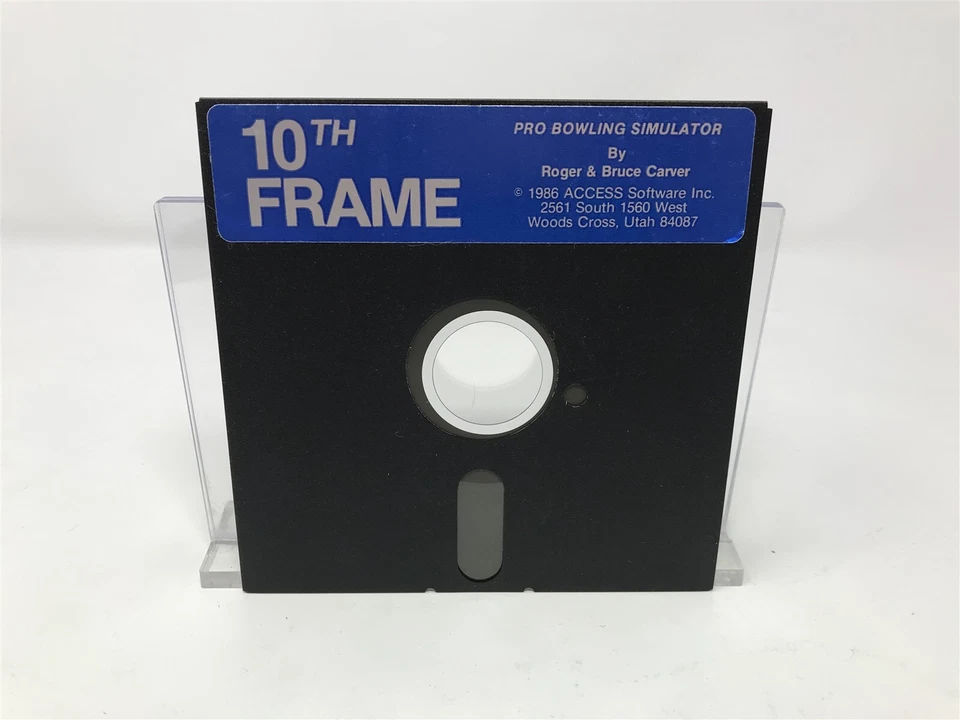 10TH
FRAME
PRO BOWLING SIMULATOR
By
Roger & Bruce Carver
© 1986 ACCESS Software Inc.
2561 South 1560 West
Woods Cross, Utah 84087